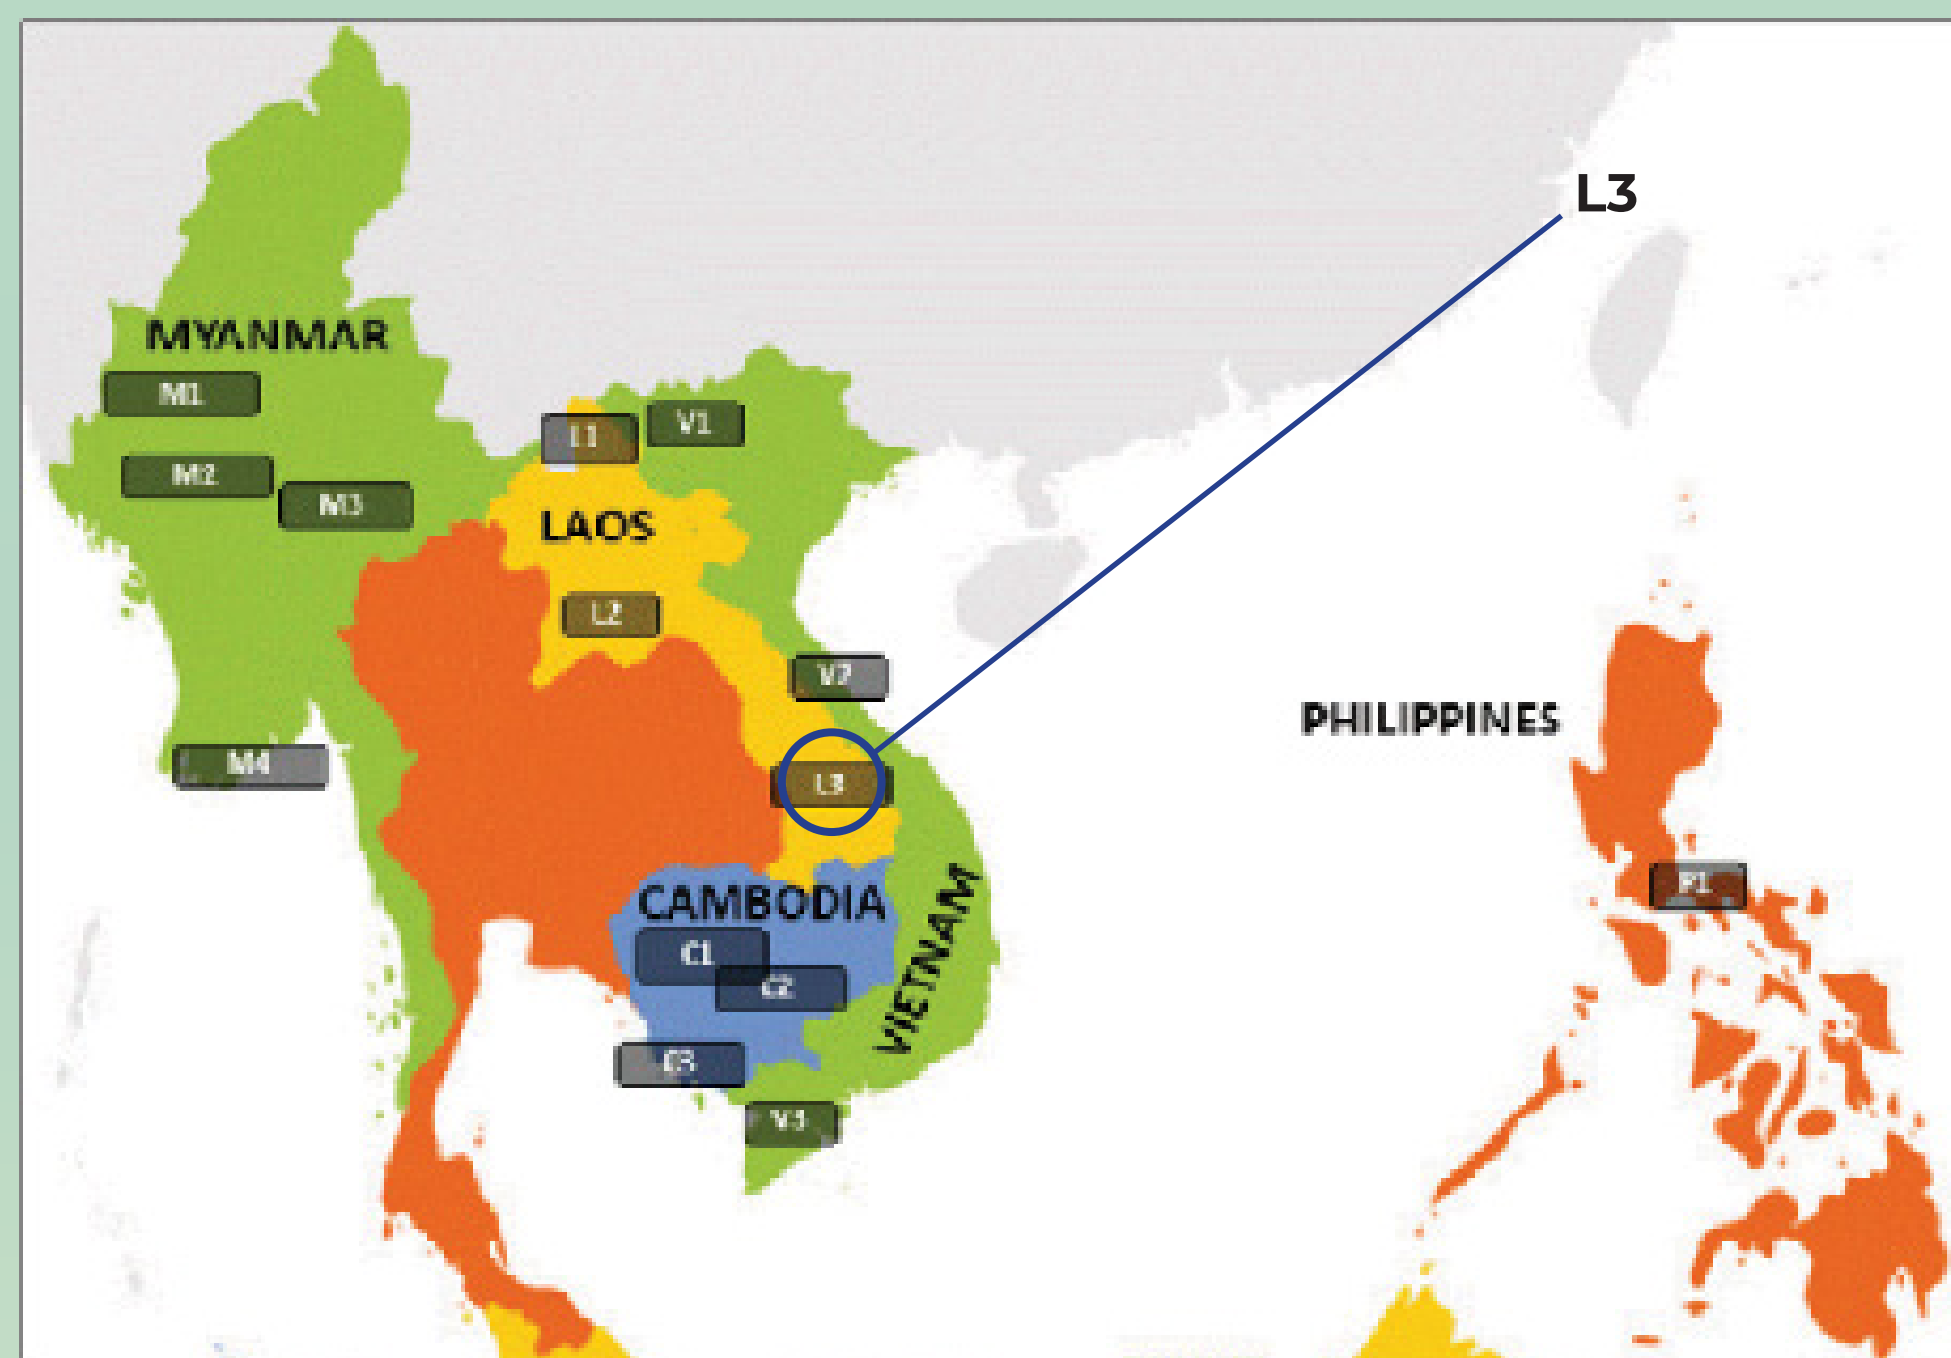 L3
MYANMAR
M1
L1
V1
M2
M3
LAOS
L2
V2
PHILIPPINES
M4
L3
CAMBODIA
P1
C1
C2
VIETNAM
C3
V3